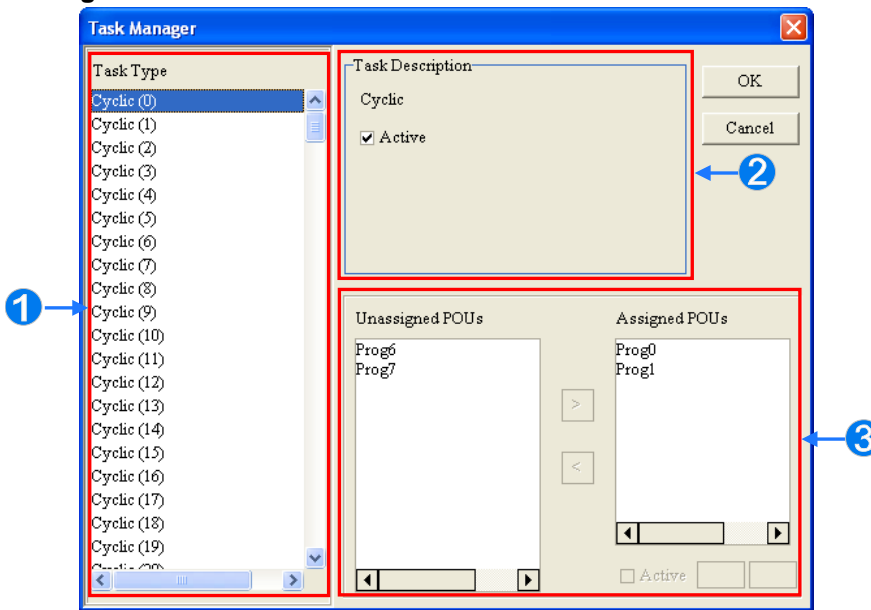 Task Manager
Task Type
Cyclic (0)
Cyclic (1)
Cyclic (2)
Cyclic (3)
Cyclic (4)
Cyclic (5)
Cyclic (6)
Cyclic (7)
Cyclic (8)
Cyclic (9)
Cyclic (10)
Cyclic (11)
Cyclic (12)
Cyclic (13)
Cyclic (14)
Cyclic (15)
Cyclic (16)
Cyclic (17)
Cyclic (18)
Cyclic (19)
Cyclic (20)
1
Task Description
Cyclic
Active
OK
Cancel
2
Unassigned POUs
Prog6
Prog7
>
<
Assigned POUs
Prog0
Prog1
Active
3